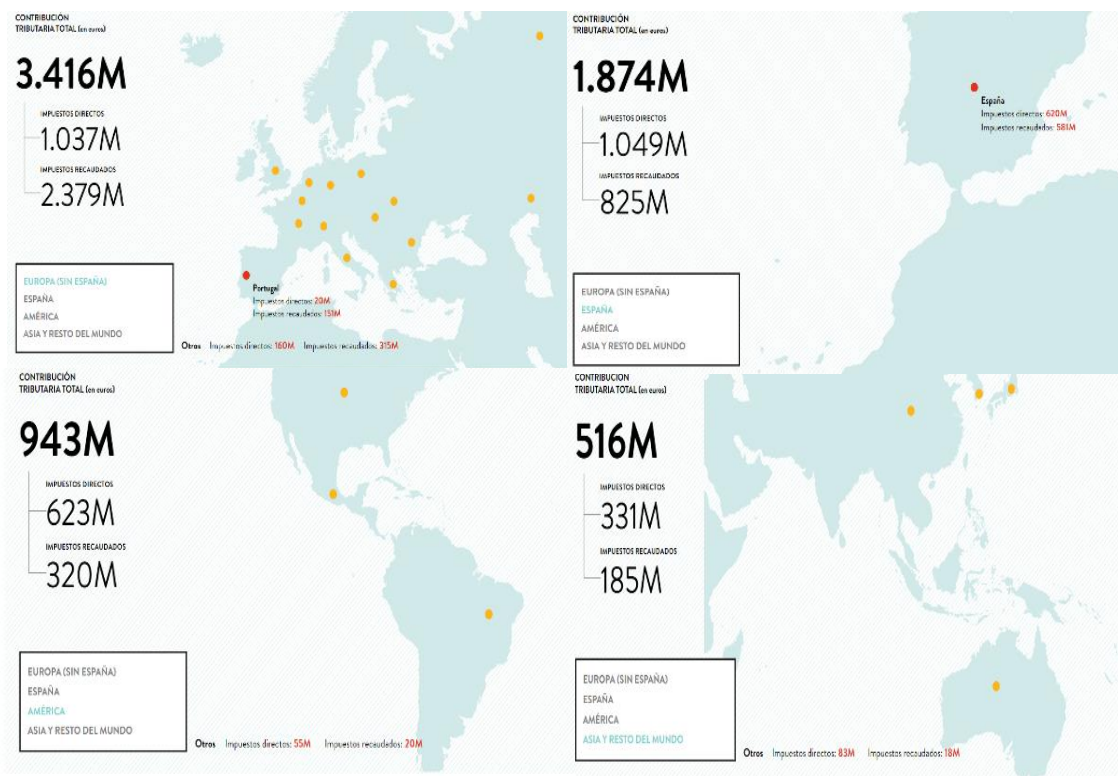 CONTRIBUCIÓN
TRIBUTARIA TOTAL (en euros)
3.416M
IMPUESTOS DIRECTOS
1.037M
IMPUESTOS RECAUDADOS
2.379M
EUROPA (SIN ESPAÑA)
ESPAÑA
AMÉRICA
ASIA Y RESTO DEL MUNDO
Portugal
Impuestos directos: 20M
Impuestos recaudados: 151M
Otros Impuestos directos: 160M Impuestos recaudados: 315M
CONTRIBUCIÓN
TRIBUTARIA TOTAL (en euros)
1.874M
IMPUESTOS DIRECTOS
1.049M
IMPUESTOS RECAUDADOS
825M
España
Impuestos directos: 620M
Impuestos recaudados: 581M
EUROPA (SIN ESPAÑA)
ESPAÑA
AMÉRICA
ASIA Y RESTO DEL MUNDO
CONTRIBUCIÓN
TRIBUTARIA TOTAL (en euros)
943M
IMPUESTOS DIRECTOS
623M
IMPUESTOS RECAUDADOS
320M
EUROPA (SIN ESPAÑA)
ESPAÑA
AMÉRICA
ASIA Y RESTO DEL MUNDO
Otros Impuestos directos: 55M Impuestos recaudados: 20M
CONTRIBUCION
TRIBUTARIA TOTAL (en euros)
516M
IMPUESTOS DIRECTOS
331M
IMPUESTOS RECAUDADOS
185M
EUROPA (SIN ESPAÑA)
ESPAÑA
AMÉRICA
ASIA Y RESTO DEL MUNDO
Otros Impuestos directos: 83M Impuestos recaudados: 18M